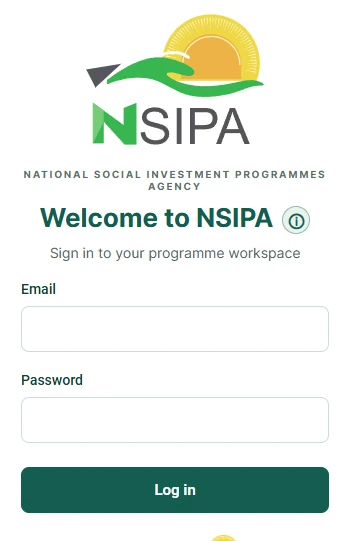 NSIPA
NATIONAL SOCIAL INVESTMENT PROGRAMMES
AGENCY
Welcome to NSIPA
Sign in to your programme workspace
Email
Password
Log in